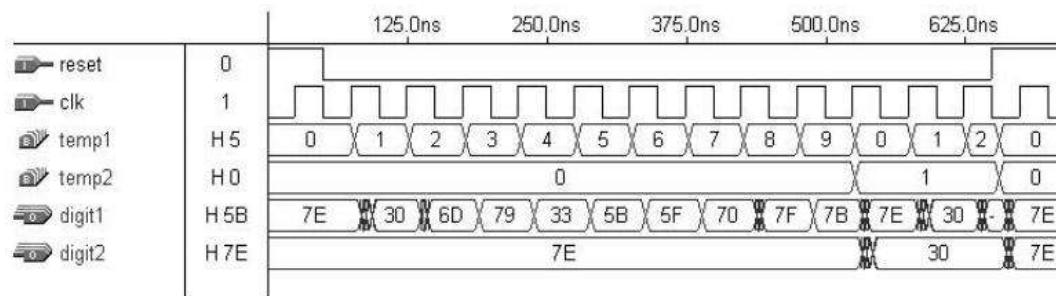 125.0ns 250.0ns 375.0ns 500.0ns 625.0ns
reset 0
clk 1
temp1 H 5 0 1 2 3 4 5 6 7 8 9 0 1 2 0
temp2 H 0 0 1 0
digit1 H 5B 7E 30 6D 79 33 5B 5F 70 7F 7B 7E 30 - 7E
digit2 H 7E 7E 30 7E